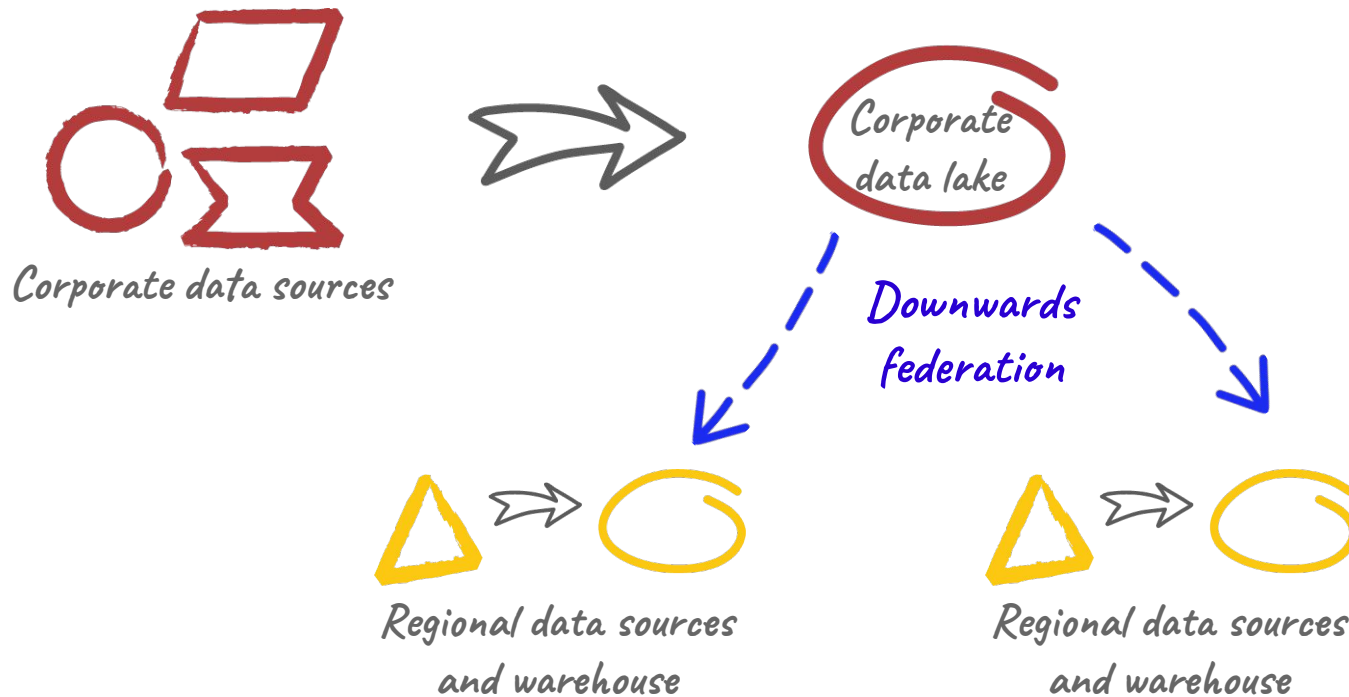 Corporate
data lake
Corporate data sources
Downwards
federation
Regional data sources
and warehouse
Regional data sources
and warehouse